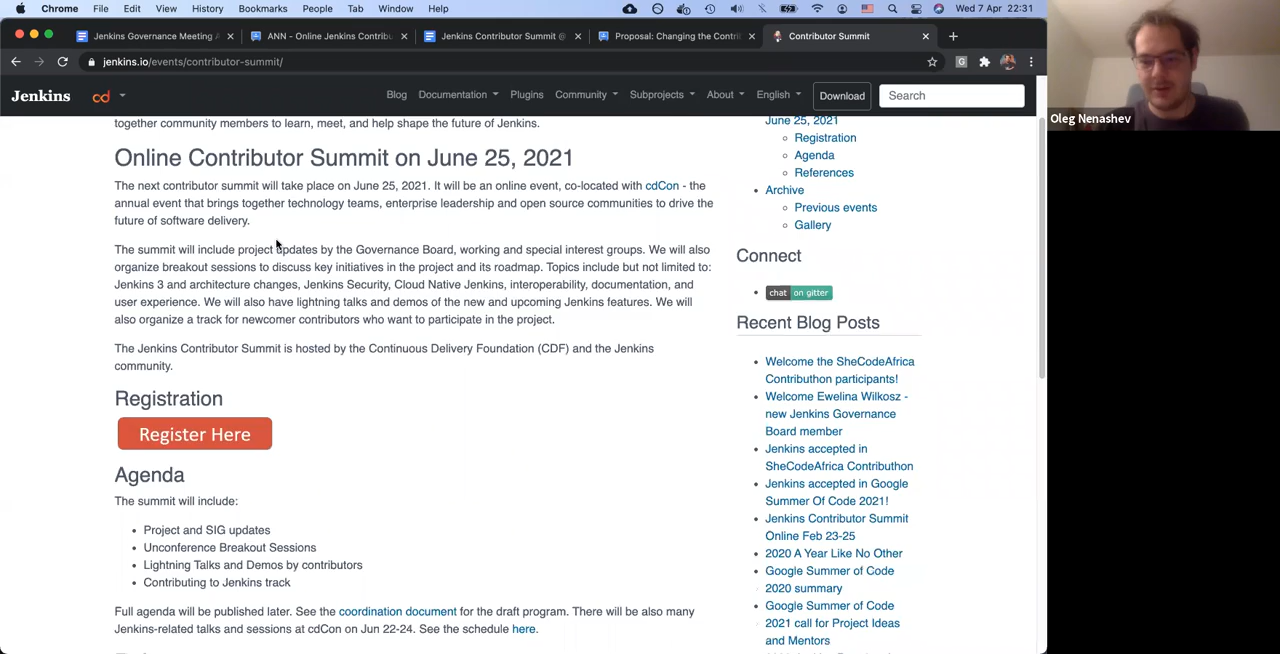 Chrome File Edit View History Bookmarks People Tab Window Help Wed 7 Apr 22:31
Jenkins Governance Meeting A ANN - Online Jenkins Contribu Jenkins Contributor Summit @ Proposal: Changing the Contri Contributor Summit
jenkins.io/events/contributor-summit/
Jenkins cd Blog Documentation Plugins Community Subprojects About English Download Search
Oleg Nenashev
together community members to learn, meet, and help shape the future of Jenkins.
Online Contributor Summit on June 25, 2021
The next contributor summit will take place on June 25, 2021. It will be an online event, co-located with cdCon - the
annual event that brings together technology teams, enterprise leadership and open source communities to drive the
future of software delivery.
The summit will include project updates by the Governance Board, working and special interest groups. We will also
organize breakout sessions to discuss key initiatives in the project and its roadmap. Topics include but not limited to:
Jenkins 3 and architecture changes, Jenkins Security, Cloud Native Jenkins, interoperability, documentation, and
user experience. We will also have lightning talks and demos of the new and upcoming Jenkins features. We will
also organize a track for newcomer contributors who want to participate in the project.
The Jenkins Contributor Summit is hosted by the Continuous Delivery Foundation (CDF) and the Jenkins
community.
Registration
Register Here
Agenda
The summit will include:
Project and SIG updates
Unconference Breakout Sessions
Lightning Talks and Demos by contributors
Contributing to Jenkins track
Full agenda will be published later. See the coordination document for the draft program. There will be also many
Jenkins-related talks and sessions at cdCon on Jun 22-24. See the schedule here.
June 25, 2021
Registration
Agenda
References
Archive
Previous events
Gallery
Connect
chat on gitter
Recent Blog Posts
Welcome the SheCodeAfrica
Contributhon participants!
Welcome Ewelina Wilkosz -
new Jenkins Governance
Board member
Jenkins accepted in
SheCodeAfrica Contributhon
Jenkins accepted in Google
Summer Of Code 2021!
Jenkins Contributor Summit
Online Feb 23-25
2020 A Year Like No Other
Google Summer of Code
2020 summary
Google Summer of Code
2021 call for Project Ideas
and Mentors